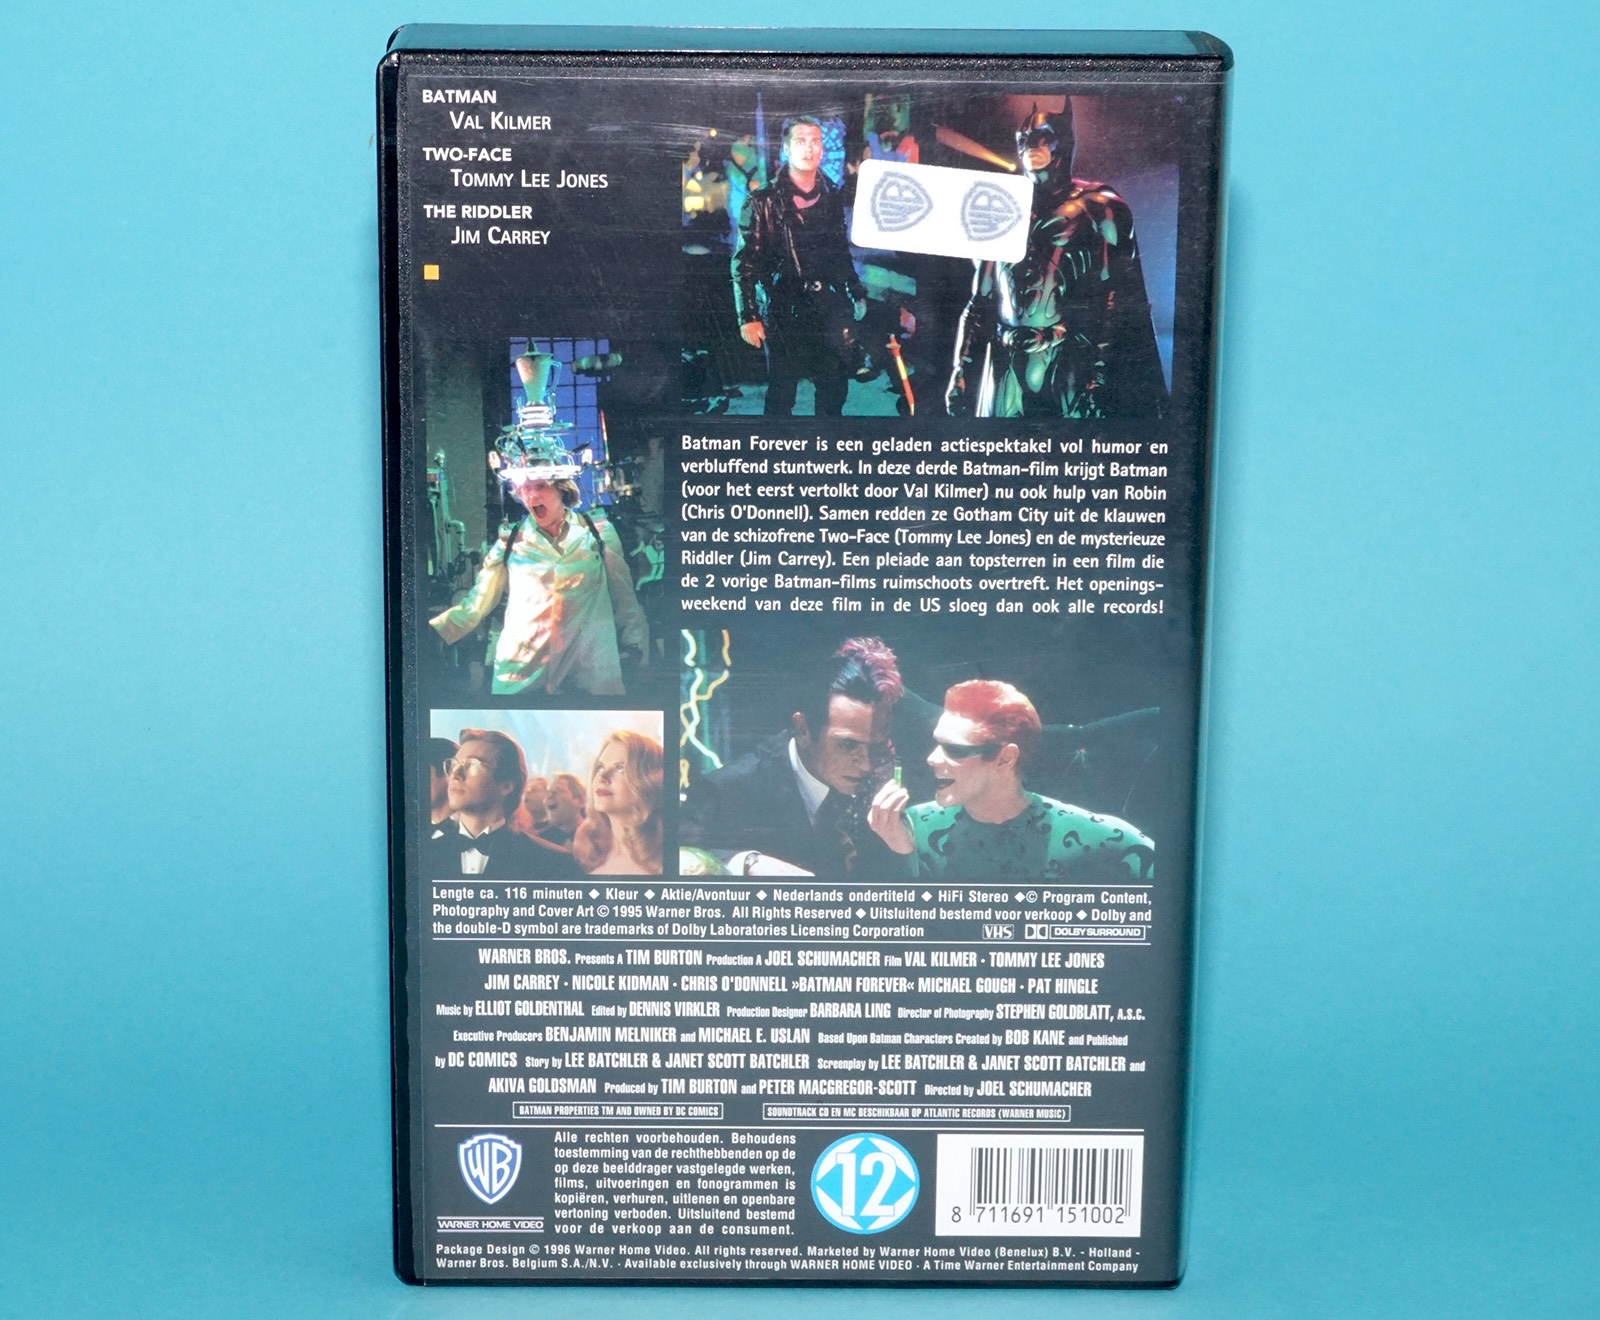 BATMAN
VAL KILMER
TWO-FACE
TOMMY LEE JONES
THE RIDDLER
JIM CARREY
WB WB
Batman Forever is een geladen actiespektakel vol humor en
verbluffend stuntwerk. In deze derde Batman-film krijgt Batman
(voor het eerst vertolkt door Val Kilmer) nu ook hulp van Robin
(Chris O'Donnell). Samen redden ze Gotham City uit de klauwen
van de schizofrene Two-Face (Tommy Lee Jones) en de mysterieuze
Riddler (Jim Carrey). Een pleiade aan topsterren in een film die
de 2 vorige Batman-films ruimschoots overtreft. Het openings-
weekend van deze film in de US sloeg dan ook alle records!
Lengte ca. 116 minuten ◆ Kleur ◆ Aktie/Avontuur ◆ Nederlands ondertiteld ◆ HiFi Stereo ◆© Program Content,
Photography and Cover Art © 1995 Warner Bros. All Rights Reserved ◆ Uitsluitend bestemd voor verkoop ◆ Dolby and
the double-D symbol are trademarks of Dolby Laboratories Licensing Corporation VHS DOLBY SURROUND™
WARNER BROS. Presents A TIM BURTON Production A JOEL SCHUMACHER Film VAL KILMER · TOMMY LEE JONES
JIM CARREY · NICOLE KIDMAN · CHRIS O'DONNELL »BATMAN FOREVER« MICHAEL GOUGH · PAT HINGLE
Music by ELLIOT GOLDENTHAL Edited by DENNIS VIRKLER Production Designer BARBARA LING Director of Photography STEPHEN GOLDBLATT, A.S.C.
Executive Producers BENJAMIN MELNIKER and MICHAEL E. USLAN Based Upon Batman Characters Created by BOB KANE and Published
by DC COMICS Story by LEE BATCHLER & JANET SCOTT BATCHLER Screenplay by LEE BATCHLER & JANET SCOTT BATCHLER and
AKIVA GOLDSMAN Produced by TIM BURTON and PETER MACGREGOR-SCOTT Directed by JOEL SCHUMACHER
BATMAN PROPERTIES TM AND OWNED BY DC COMICS SOUNDTRACK CD EN MC BESCHIKBAAR OP ATLANTIC RECORDS (WARNER MUSIC)
WB
WARNER HOME VIDEO
Alle rechten voorbehouden. Behoudens
toestemming van de rechthebbenden op de
op deze beelddrager vastgelegde werken,
films, uitvoeringen en fonogrammen is
kopiëren, verhuren, uitlenen en openbare
vertoning verboden. Uitsluitend bestemd
voor de verkoop aan de consument.
12
8 711691 151002
Package Design © 1996 Warner Home Video. All rights reserved. Marketed by Warner Home Video (Benelux) B.V. - Holland -
Warner Bros. Belgium S.A./N.V. · Available exclusively through WARNER HOME VIDEO · A Time Warner Entertainment Company